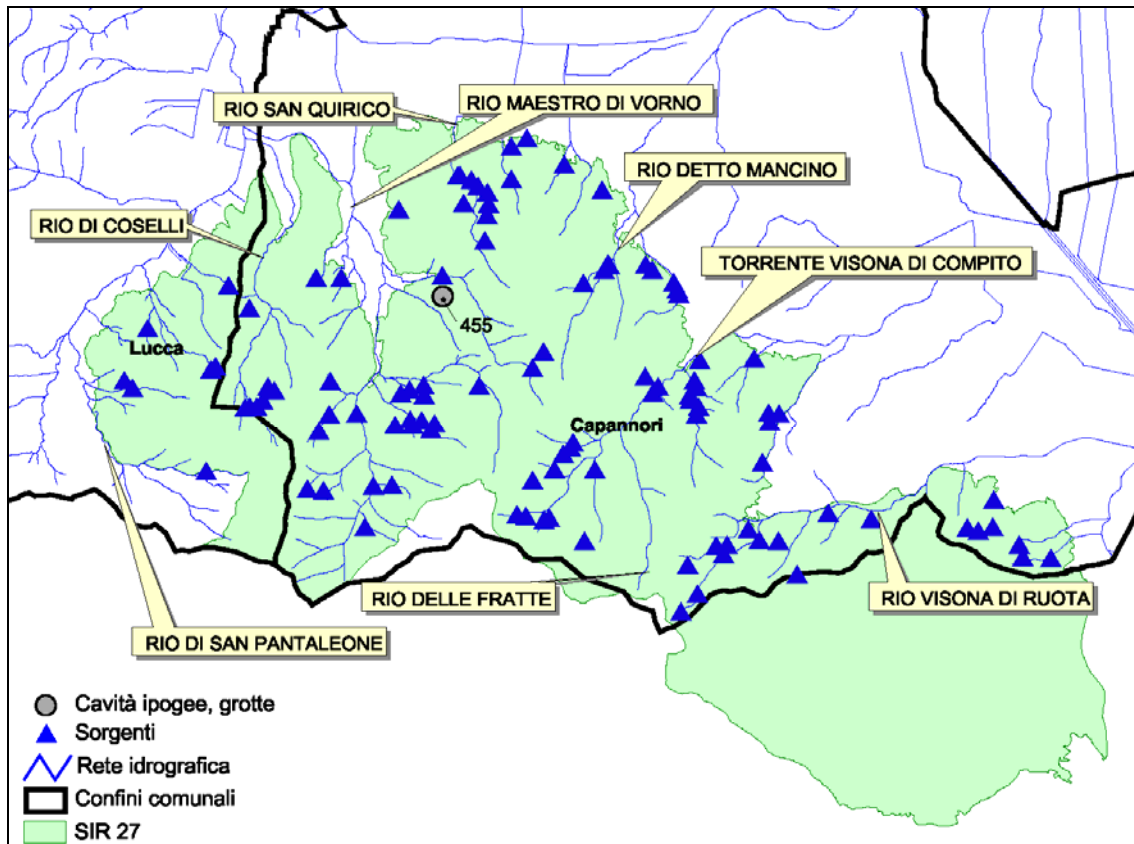 RIO SAN QUIRICO
RIO MAESTRO DI VORNO
RIO DETTO MANCINO
RIO DI COSELLI
TORRENTE VISONA DI COMPITO
455
Lucca
Capannori
RIO DELLE FRATTE
RIO VISONA DI RUOTA
RIO DI SAN PANTALEONE
Cavità ipogee, grotte
Sorgenti
Rete idrografica
Confini comunali
SIR 27